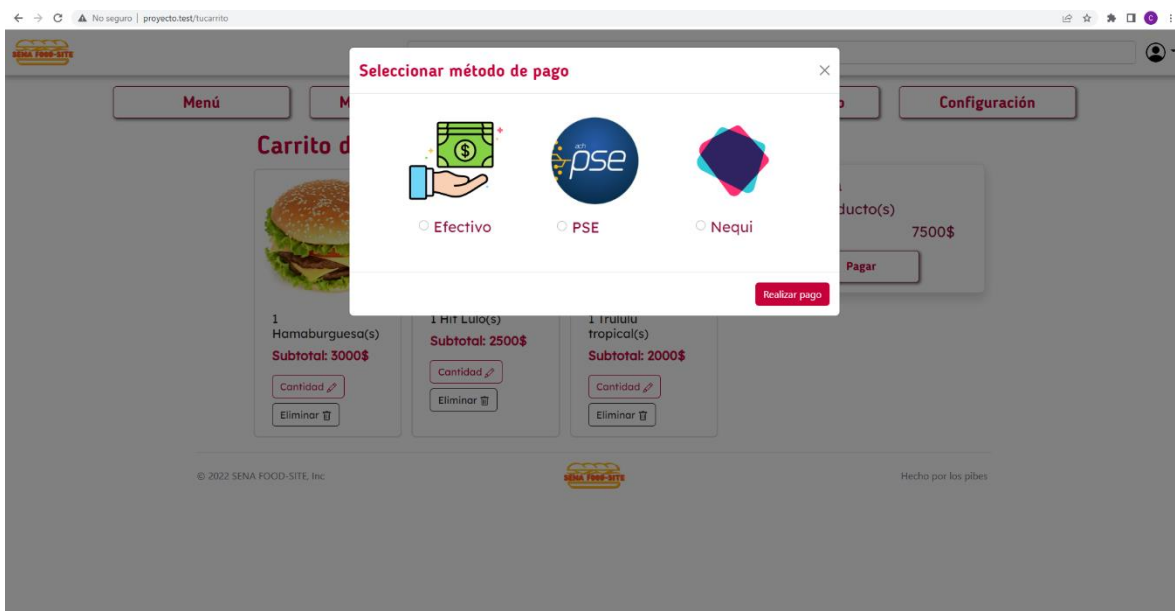 No seguro | proyecto.test/tucarrito
C
SENA FOOD-SITE
Seleccionar método de pago
Menú
M
o
Configuración
Carrito d
$
ach
pse
Efectivo
PSE
Nequi
ducto(s)
7500$
Pagar
Realizar pago
1
Hamaburguesa(s)
Subtotal: 3000$
Cantidad
Eliminar
1 Hit Lulo(s)
Subtotal: 2500$
Cantidad
Eliminar
1 Trululu
tropical(s)
Subtotal: 2000$
Cantidad
Eliminar
© 2022 SENA FOOD-SITE, Inc
SENA FOOD-SITE
Hecho por los pibes